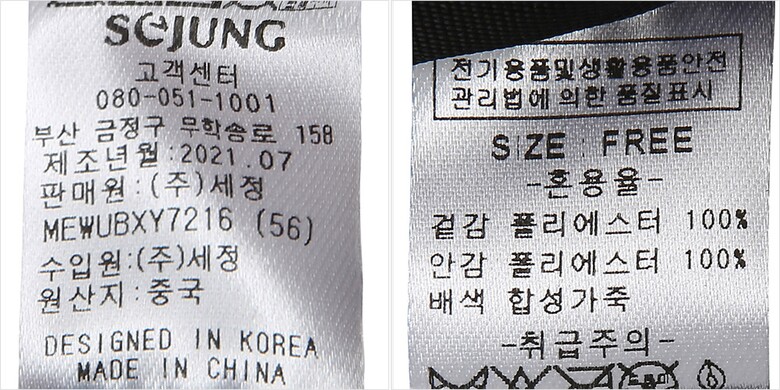 SEJUNG
고객센터
080-051-1001
부산 금정구 무학송로 158
제조년월:2021.07
판매원:(주)세정
MEWUBXY7216 (56)
수입원:(주)세정
원산지:중국
DESIGNED IN KOREA
MADE IN CHINA
전기용품및생활용품안전
관리법에 의한 품질표시
SIZE : FREE
-혼용율-
겉감 폴리에스터 100%
안감 폴리에스터 100%
배색 합성가죽
-취급주의-